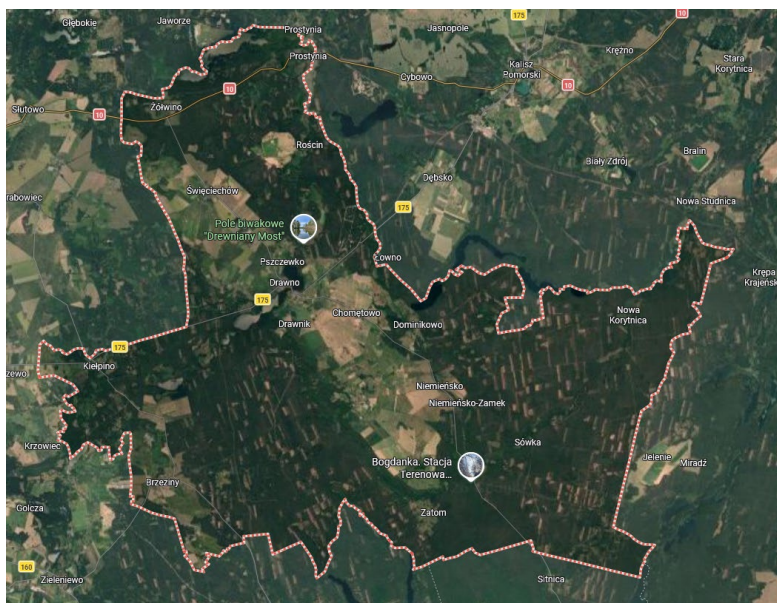 Głębokie
Jaworze
Prostynia
Jasnopole
175
10
Prostynia
Krężno
Stara
Korytnica
Kalisz
Pomorski
Cybowo
10
10
Słutowo
10
Żółwino
Rościn
Bralin
Biały Zdrój
Dębsko
rabowiec
Święciechów
Nowa Studnica
175
Pole biwakowe
"Drewniany Most"
Łowno
Pszczewko
Krępa
Krajeńsk
Drawno
175
Chomętowo
Nowa
Korytnica
Drawnik
Dominikowo
175
Kiełpino
zewo
Niemieńsko
Niemieńsko-Zamek
Krzowiec
Sówka
Jelenie
Miradź
Bogdanka. Stacja
Terenowa...
Brzeziny
Golcza
Zatom
160
Zieleniewo
Sitnica